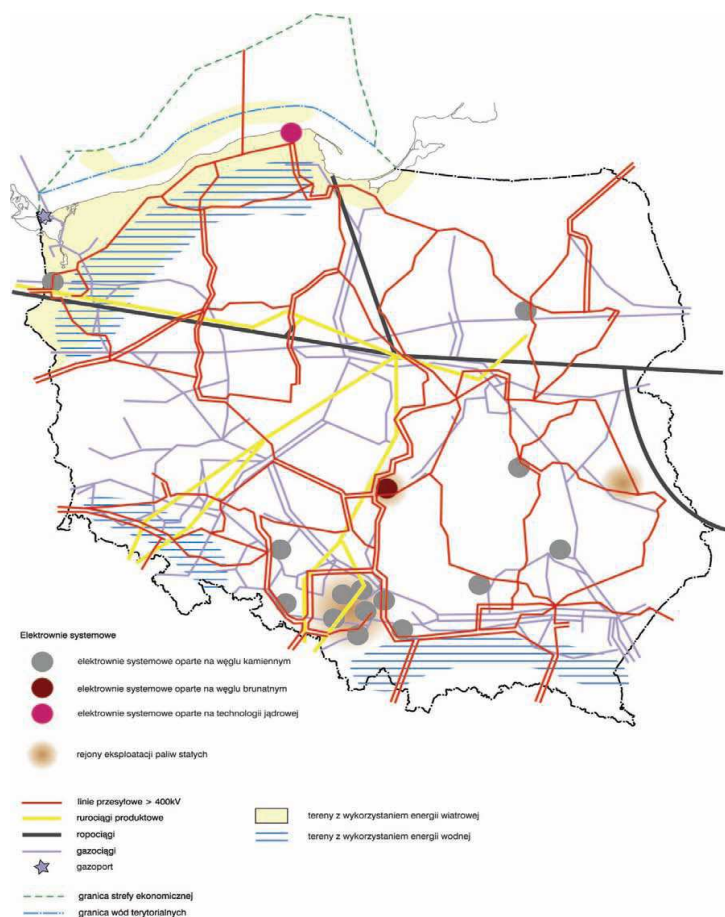 Elektrownie systemowe
elektrownie systemowe oparte na węglu kamiennym
elektrownie systemowe oparte na węglu brunatnym
elektrownie systemowe oparte na technologii jądrowej
rejony eksploatacji paliw stałych
linie przesyłowe > 400kV
rurociągi produktowe
ropociągi
gazociągi
gazoport
granica strefy ekonomicznej
granica wód terytorialnych
tereny z wykorzystaniem energii wiatrowej
tereny z wykorzystaniem energii wodnej